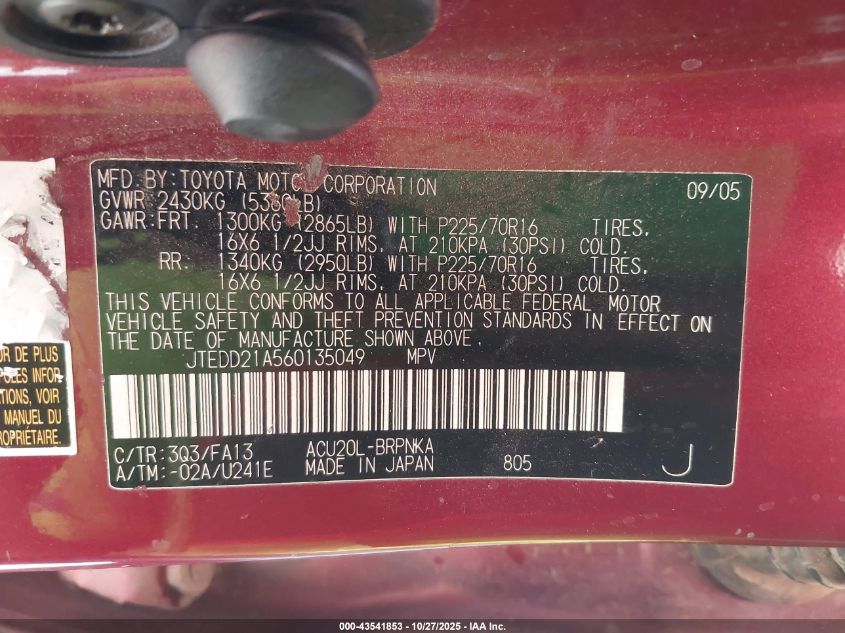 MFD. BY: TOYOTA MOTOR CORPORATION 09/05
GVWR 2430KG (5360LB)
GAWR:FRT. 1300KG (2865LB) WITH P225/70R16 TIRES,
16X6 1/2JJ RIMS, AT 210KPA (30PSI) COLD.
RR. 1340KG (2950LB) WITH P225/70R16 TIRES,
16X6 1/2JJ RIMS, AT 210KPA (30PSI) COLD.
THIS VEHICLE CONFORMS TO ALL APPLICABLE FEDERAL MOTOR
VEHICLE SAFETY AND THEFT PREVENTION STANDARDS IN EFFECT ON
THE DATE OF MANUFACTURE SHOWN ABOVE.
JTEDD21A560135049 MPV
C/TR: 3Q3/FA13 ACU20L-BRPNKA
A/TM: -02A/U241E MADE IN JAPAN 805 J
DE PLUS
INFOR
TIONS, VOIR
MANUEL DU
OPRIÉTAIRE.
000-43541853 - 10/27/2025 - IAA Inc.